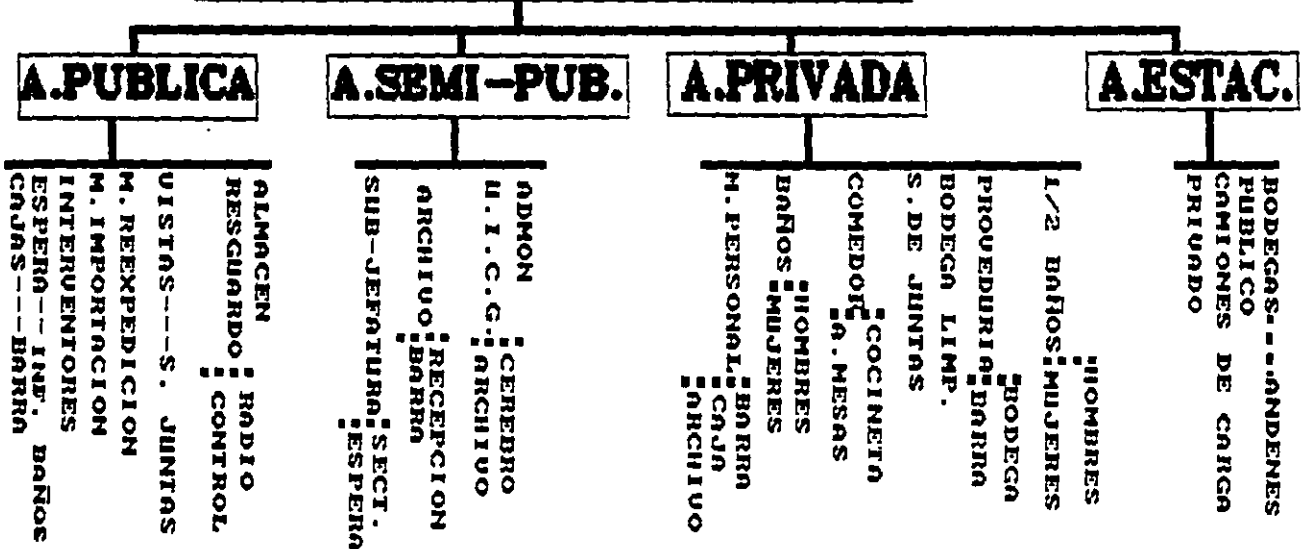 A.PUBLICA
A.SEMI-PUB.
A.PRIVADA
A.ESTAC.
ALMACEN
RESGUARDO
RADIO
CONTROL
VISTAS---S. JUNTAS
M.REEXPEDICION
M.IMPORTACION
INTERVENTORES
ESPERA--INF. BAÑOS
CAJAS---BARRA
ADMON
U.I.C.G.
CEREBRO
ARCHIVO
ARCHIVO
RECEPCION
BARRA
SUB-JEFATURA
SECT.
ESPERA
1/2 BAÑOS
HOMBRES
MUJERES
PROVEDURIA
BODEGA
BARRA
BODEGA LIMP.
S.DE JUNTAS
COMEDOR
COCINETA
A.MESAS
BAÑOS
HOMBRES
MUJERES
M.PERSONAL
BARRA
CAJA
ARCHIVO
BODEGAS---ANDENES
PUBLICO
CAMIONES DE CARGA
PRIVADO